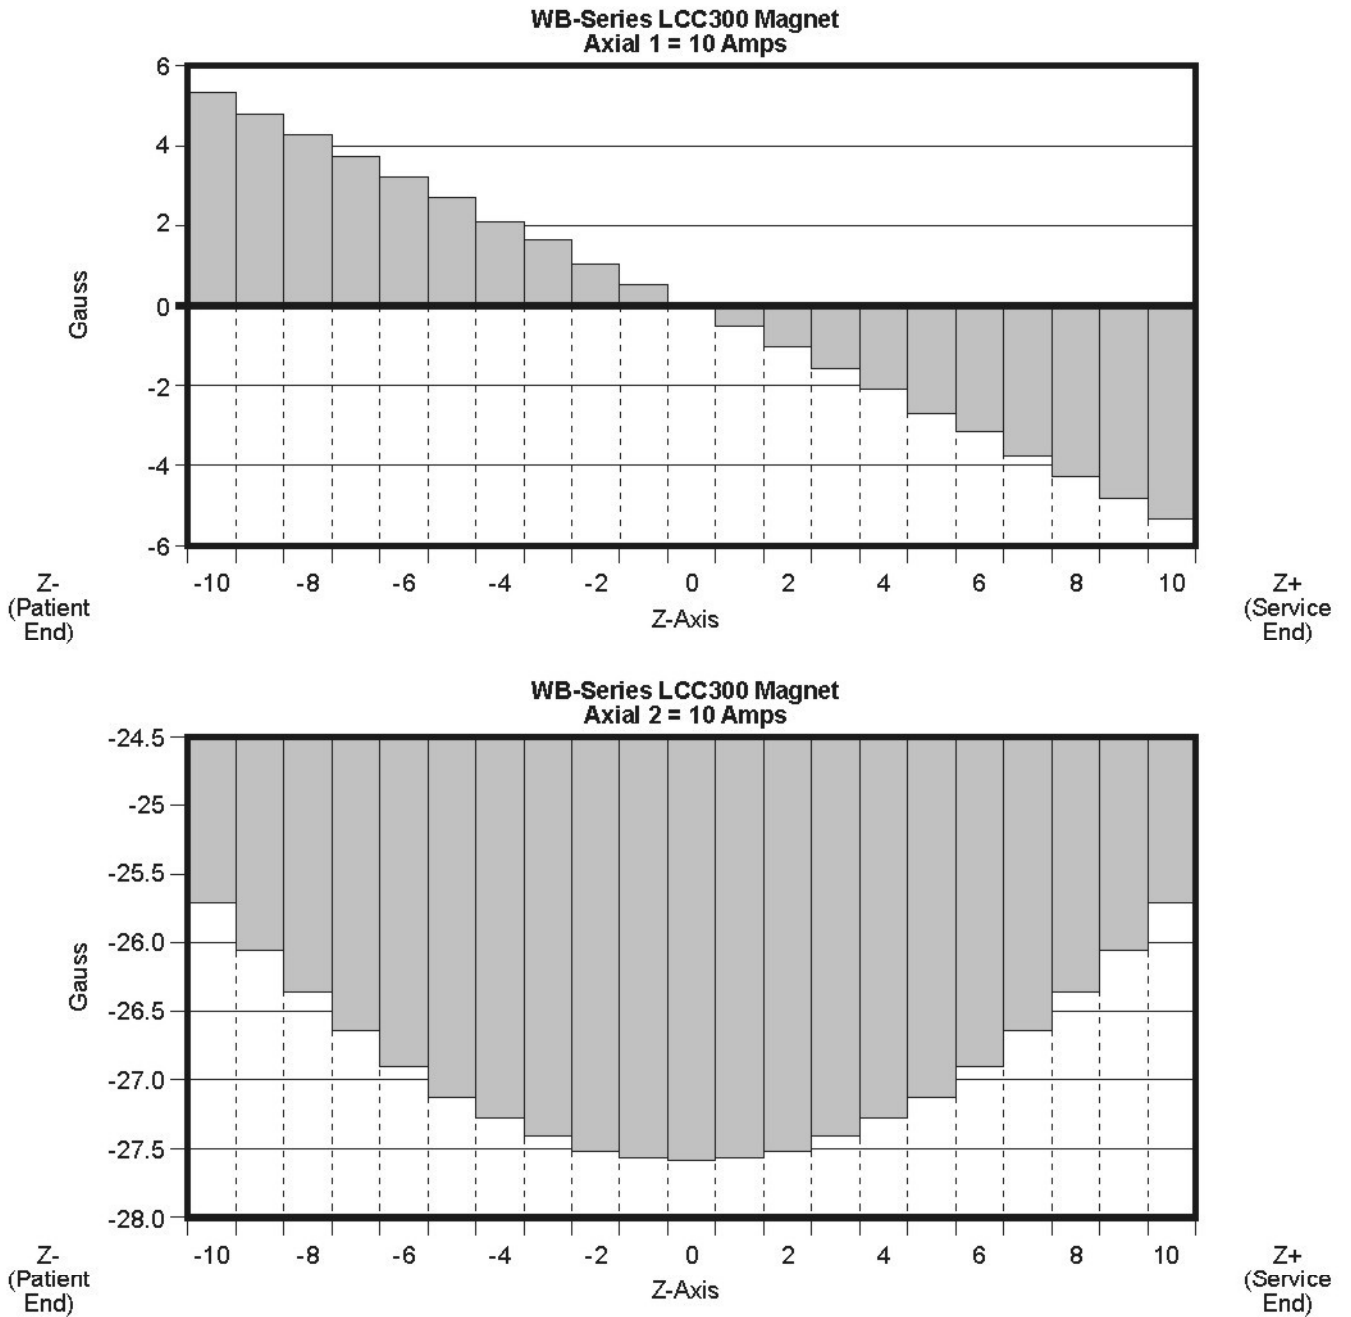 WB-Series LCC300 Magnet
Axial 1 = 10 Amps
6
4
2
0
-2
-4
-6
Gauss
-10 -8 -6 -4 -2 0 2 4 6 8 10
Z-Axis
Z-
(Patient
End)
Z+
(Service
End)
WB-Series LCC300 Magnet
Axial 2 = 10 Amps
-24.5
-25
-25.5
-26.0
-26.5
-27.0
-27.5
-28.0
Gauss
-10 -8 -6 -4 -2 0 2 4 6 8 10
Z-Axis
Z-
(Patient
End)
Z+
(Service
End)